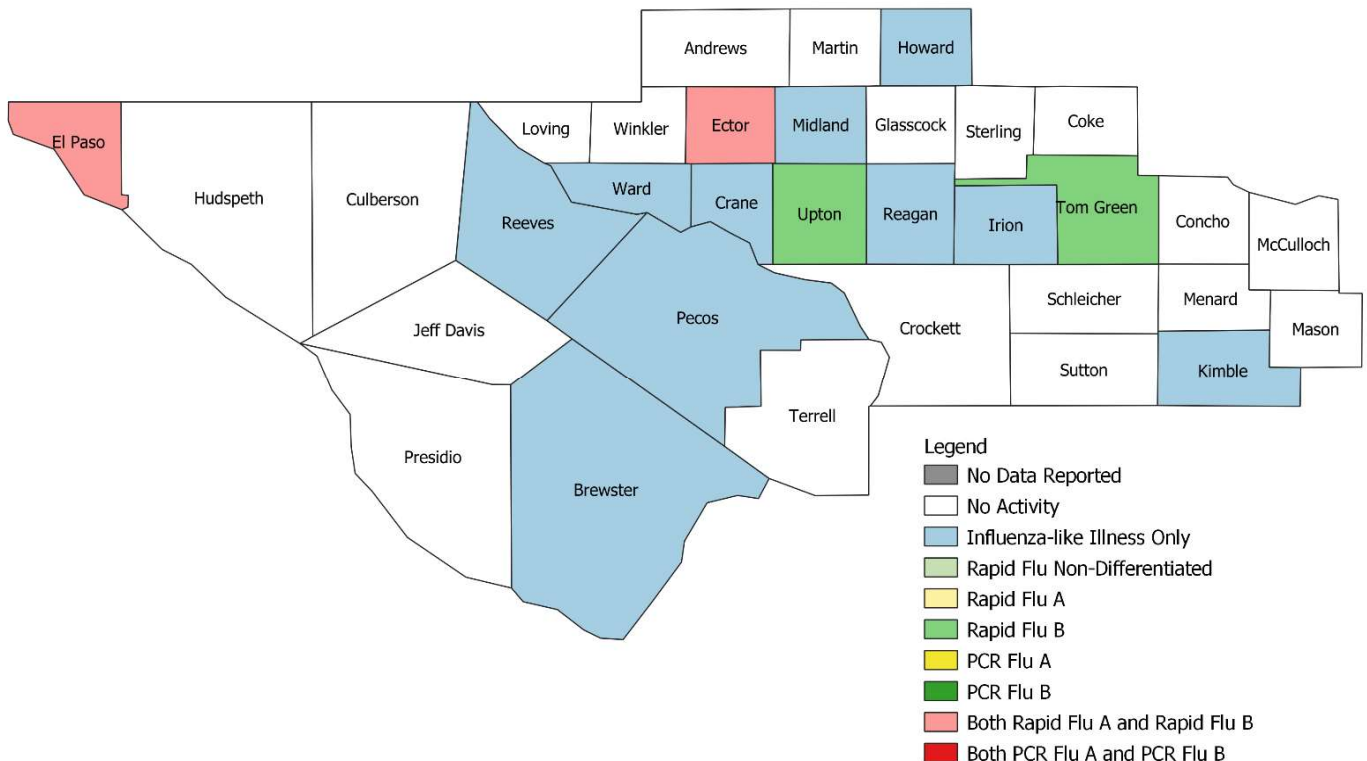 Andrews
Martin
Howard
El Paso
Hudspeth
Culberson
Loving
Winkler
Ector
Midland
Glasscock
Sterling
Coke
Reeves
Ward
Crane
Upton
Reagan
Irion
Tom Green
Concho
McCulloch
Jeff Davis
Pecos
Crockett
Schleicher
Menard
Mason
Sutton
Kimble
Presidio
Brewster
Terrell
Legend
No Data Reported
No Activity
Influenza-like Illness Only
Rapid Flu Non-Differentiated
Rapid Flu A
Rapid Flu B
PCR Flu A
PCR Flu B
Both Rapid Flu A and Rapid Flu B
Both PCR Flu A and PCR Flu B